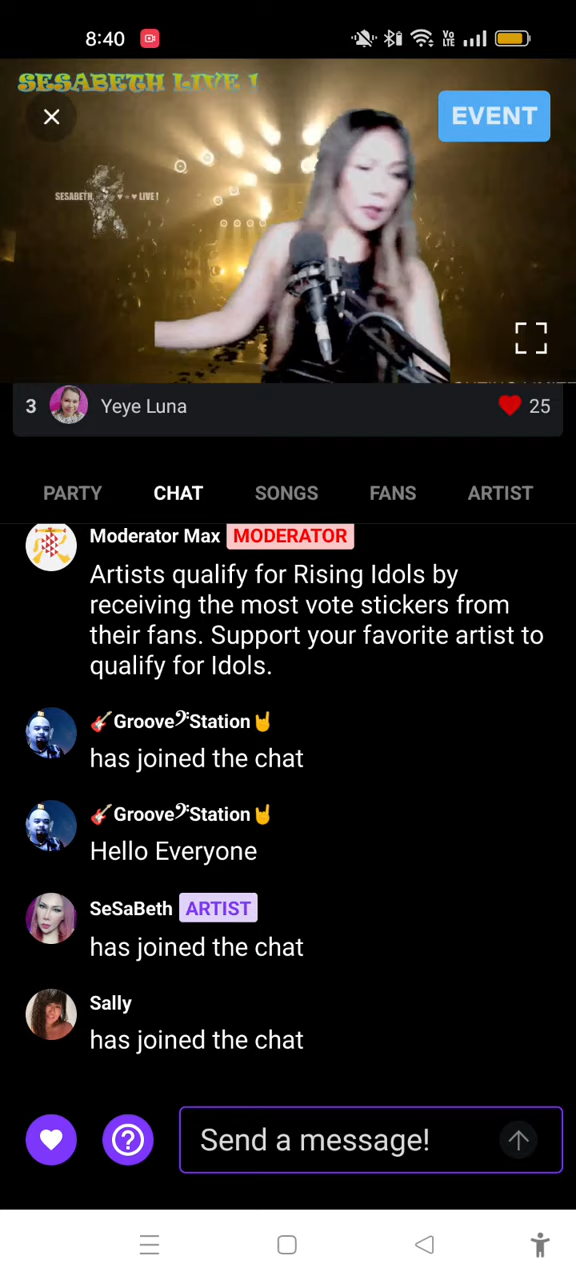 8:40
Vo
LTE
SESABETH LIVE !
EVENT
SESABETH ♥ ∞ ♥ LIVE !
3 Yeye Luna 25
PARTY CHAT SONGS FANS ARTIST
Moderator Max MODERATOR
Artists qualify for Rising Idols by
receiving the most vote stickers from
their fans. Support your favorite artist to
qualify for Idols.
🎸Groove𝄢Station🤘
has joined the chat
🎸Groove𝄢Station🤘
Hello Everyone
SeSaBeth ARTIST
has joined the chat
Sally
has joined the chat
Send a message!